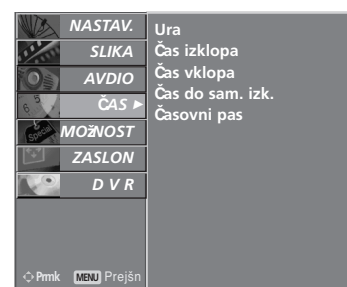 NASTAV.
SLIKA
AVDIO
ČAS ►
MOžNOST
ZASLON
D V R
Ura
Čas izklopa
Čas vklopa
Čas do sam. izk.
Časovni pas
Prmk MENU Prejšn